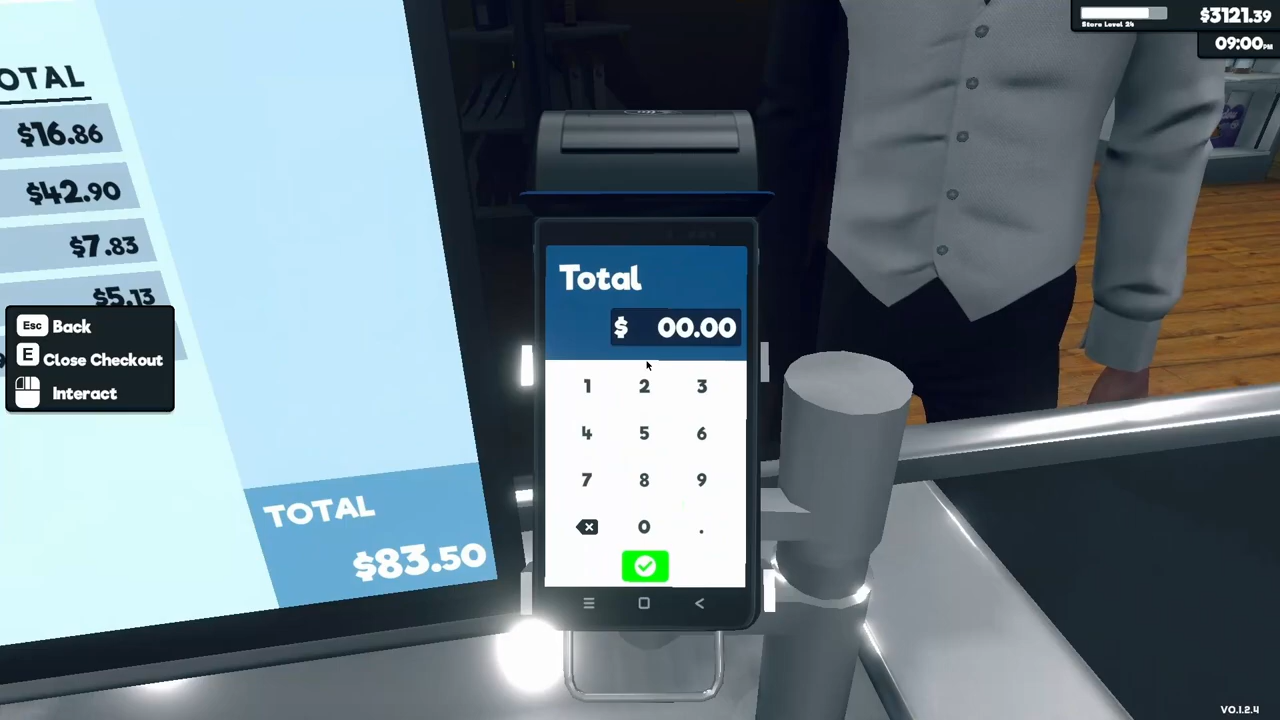 OTAL
$16.86
$42.90
$7.83
$5.13
TOTAL
$83.50
Esc Back
E Close Checkout
Interact
Total
$ 00.00
1 2 3
4 5 6
7 8 9
0 .
Store Level 24
$3121.39
09:00PM
V0.1.2.4